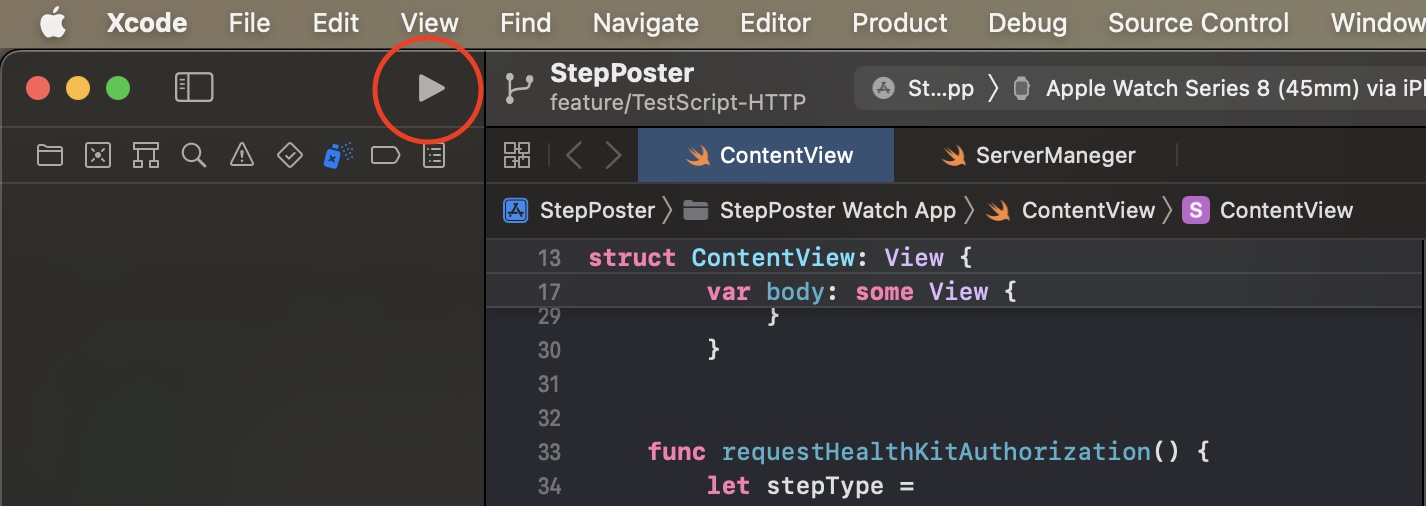 Xcode File Edit View Find Navigate Editor Product Debug Source Control Window
StepPoster
feature/TestScript-HTTP
St...pp 〉 Apple Watch Series 8 (45mm) via iP
ContentView ServerManeger
StepPoster 〉 StepPoster Watch App 〉 ContentView 〉 S ContentView
13 struct ContentView: View {
17 var body: some View {
29 }
30 }
31
32
33 func requestHealthKitAuthorization() {
34 let stepType =